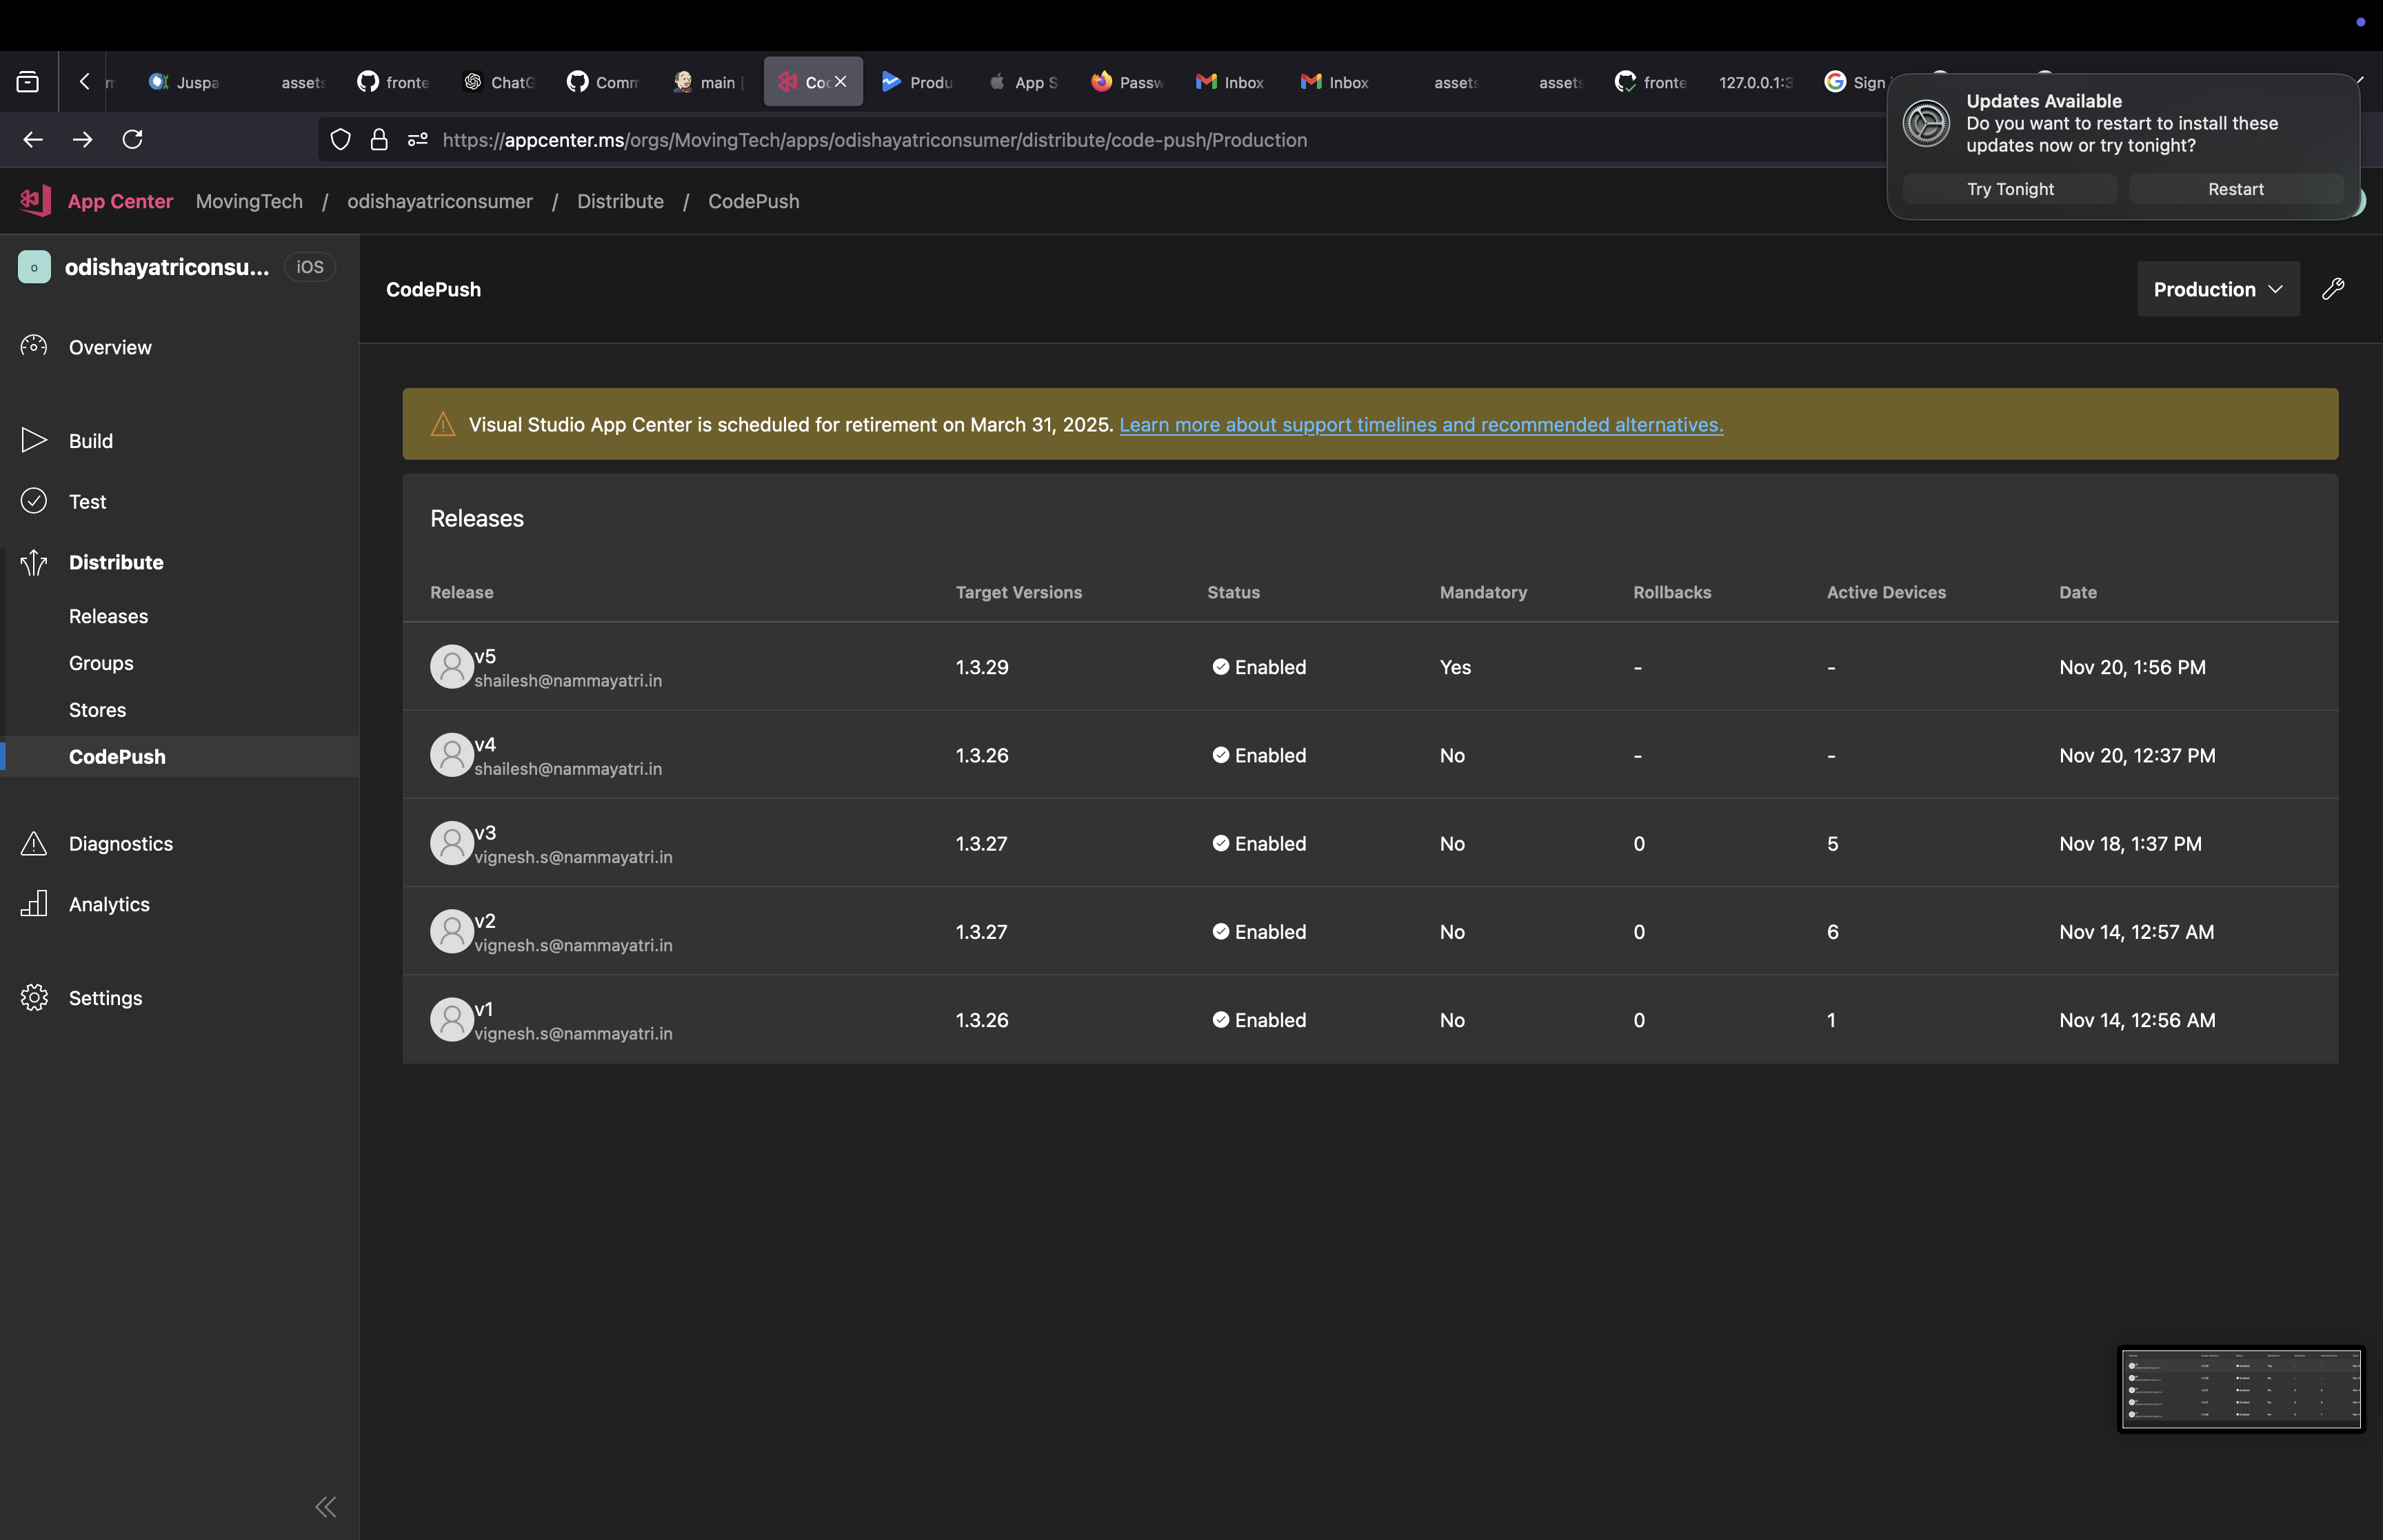 Juspa
assets
fronte
ChatG
Comm
main
Co
Produ
App S
Passw
Inbox
Inbox
assets
assets
fronte
127.0.0.1:3
Sign
Updates Available
Do you want to restart to install these
updates now or try tonight?
Try Tonight
Restart
https://appcenter.ms/orgs/MovingTech/apps/odishayatriconsumer/distribute/code-push/Production
App Center MovingTech / odishayatriconsumer / Distribute / CodePush
o
odishayatriconsu...
iOS
Overview
Build
Test
Distribute
Releases
Groups
Stores
CodePush
Diagnostics
Analytics
Settings
CodePush
Production
Visual Studio App Center is scheduled for retirement on March 31, 2025. Learn more about support timelines and recommended alternatives.
Releases
Release Target Versions Status Mandatory Rollbacks Active Devices Date
v5
shailesh@nammayatri.in
1.3.29 Enabled Yes - - Nov 20, 1:56 PM
v4
shailesh@nammayatri.in
1.3.26 Enabled No - - Nov 20, 12:37 PM
v3
vignesh.s@nammayatri.in
1.3.27 Enabled No 0 5 Nov 18, 1:37 PM
v2
vignesh.s@nammayatri.in
1.3.27 Enabled No 0 6 Nov 14, 12:57 AM
v1
vignesh.s@nammayatri.in
1.3.26 Enabled No 0 1 Nov 14, 12:56 AM